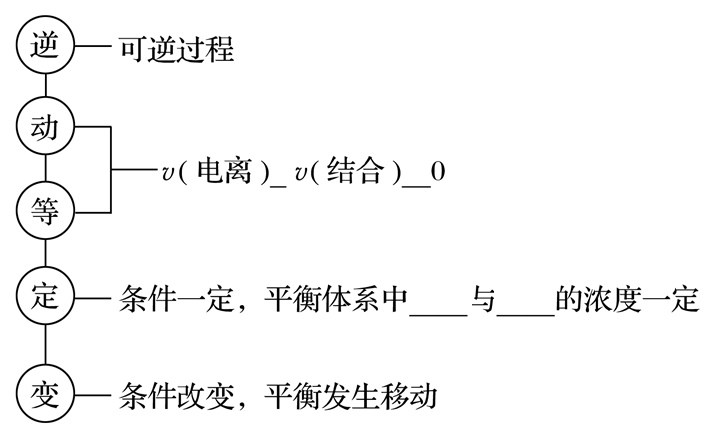 逆 可逆过程
动
v(电离)_ v(结合)__0
等
定 条件一定，平衡体系中____与____的浓度一定
变 条件改变，平衡发生移动